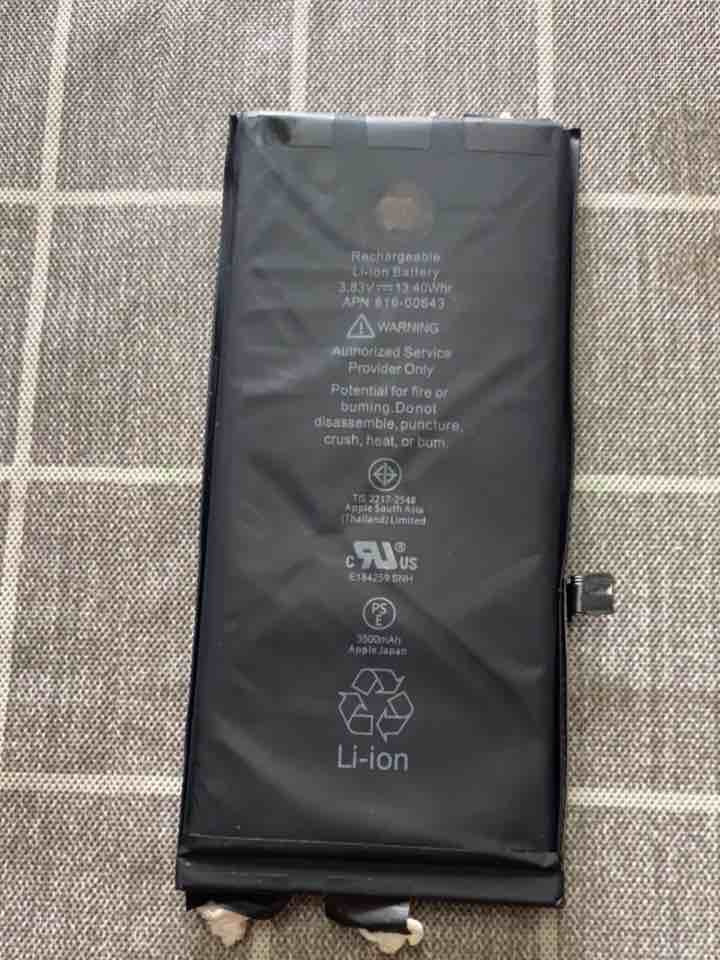 Rechargeable
Li-ion Battery
3.83V⎓13.40Whr
APN 616-00643
WARNING
Authorized Service
Provider Only
Potential for fire or
burning.Donot
disassemble,puncture,
crush, heat, or burn.
TIS 2217-2548
Apple South Asia
(Thailand) Limited
c RU® US
E184259 SNH
PS
E
3500mAh
Apple Japan
Li-ion